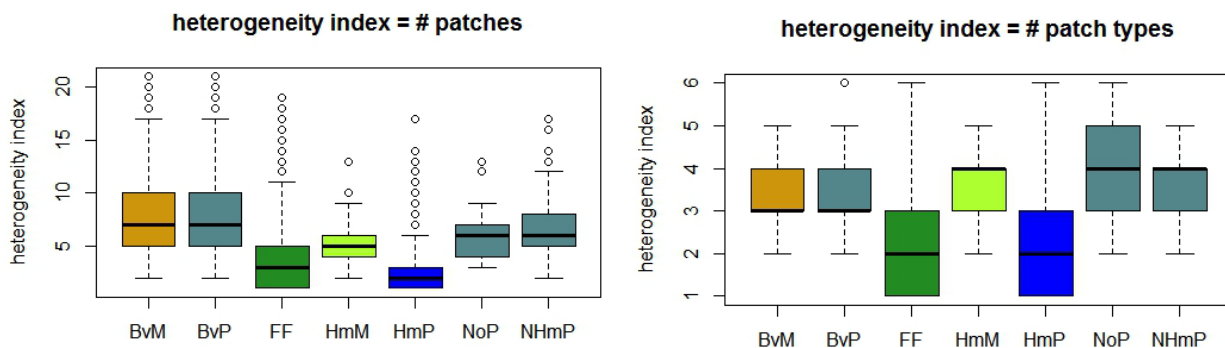 heterogeneity index = # patches
heterogeneity index
20
15
10
5
BvM BvP FF HmM HmP NoP NHmP
heterogeneity index = # patch types
heterogeneity index
6
5
4
3
2
1
BvM BvP FF HmM HmP NoP NHmP